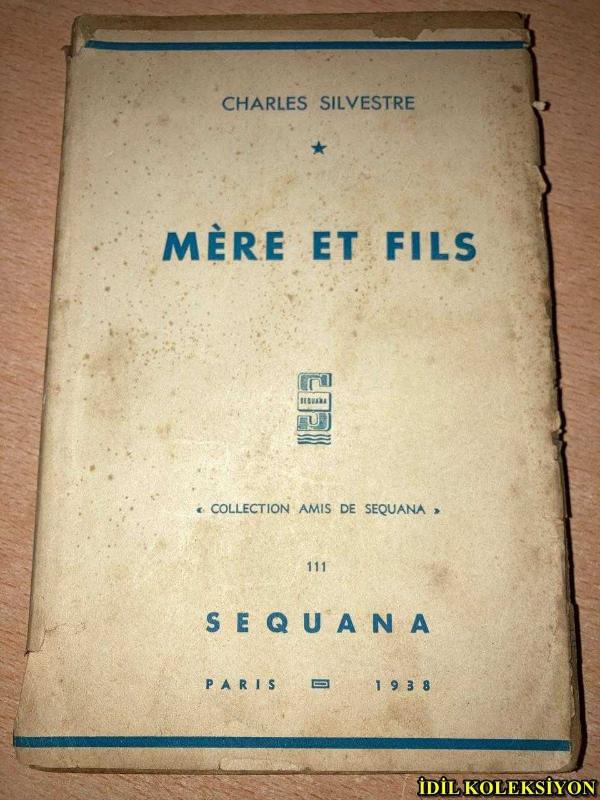 CHARLES SILVESTRE
★
MÈRE ET FILS
SEQUANA
« COLLECTION AMIS DE SEQUANA »
111
SEQUANA
PARIS 1938
İDİL KOLEKSİYON